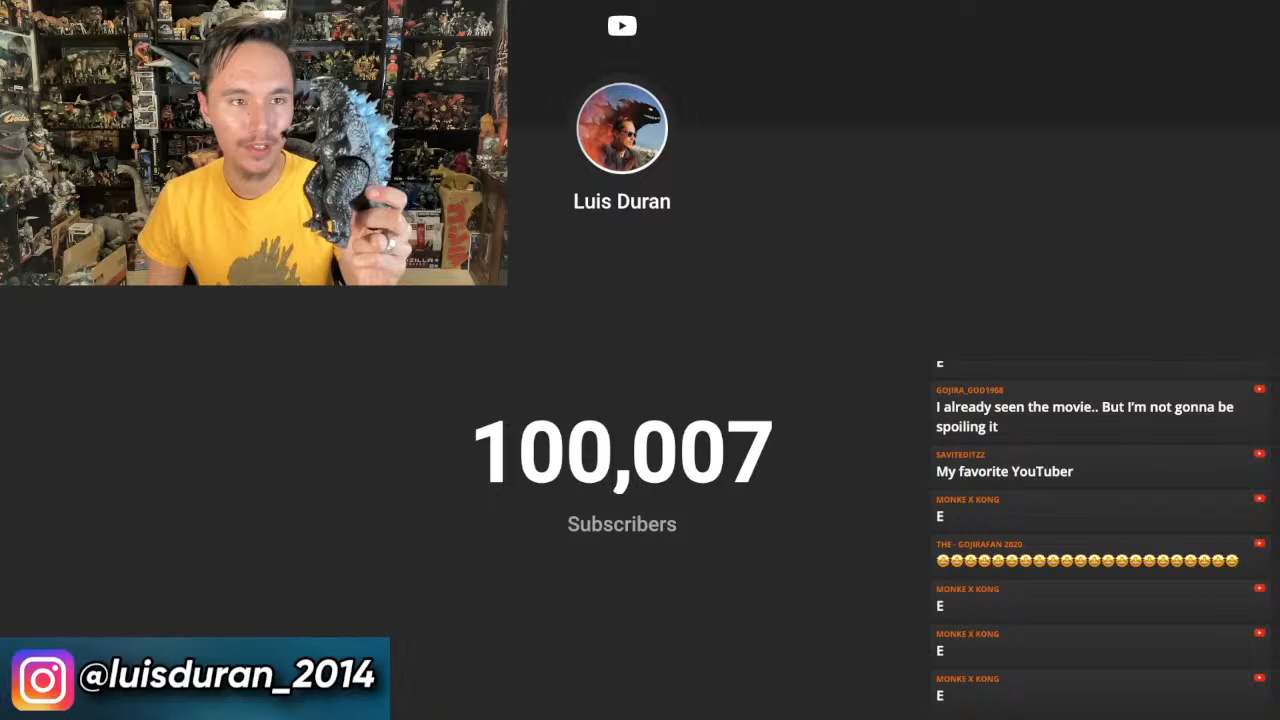 Luis Duran
100,007
Subscribers
E
GOJIRA_GOD1968
I already seen the movie.. But I’m not gonna be
spoiling it
SAVITEDITZZ
My favorite YouTuber
MONKE X KONG
E
THE - GOJIRAFAN 2020
🤩🤩🤩🤩🤩🤩🤩🤩🤩🤩🤩🤩🤩🤩🤩🤩🤩🤩🤩🤩🤩🤩
MONKE X KONG
E
MONKE X KONG
E
MONKE X KONG
E
@luisduran_2014